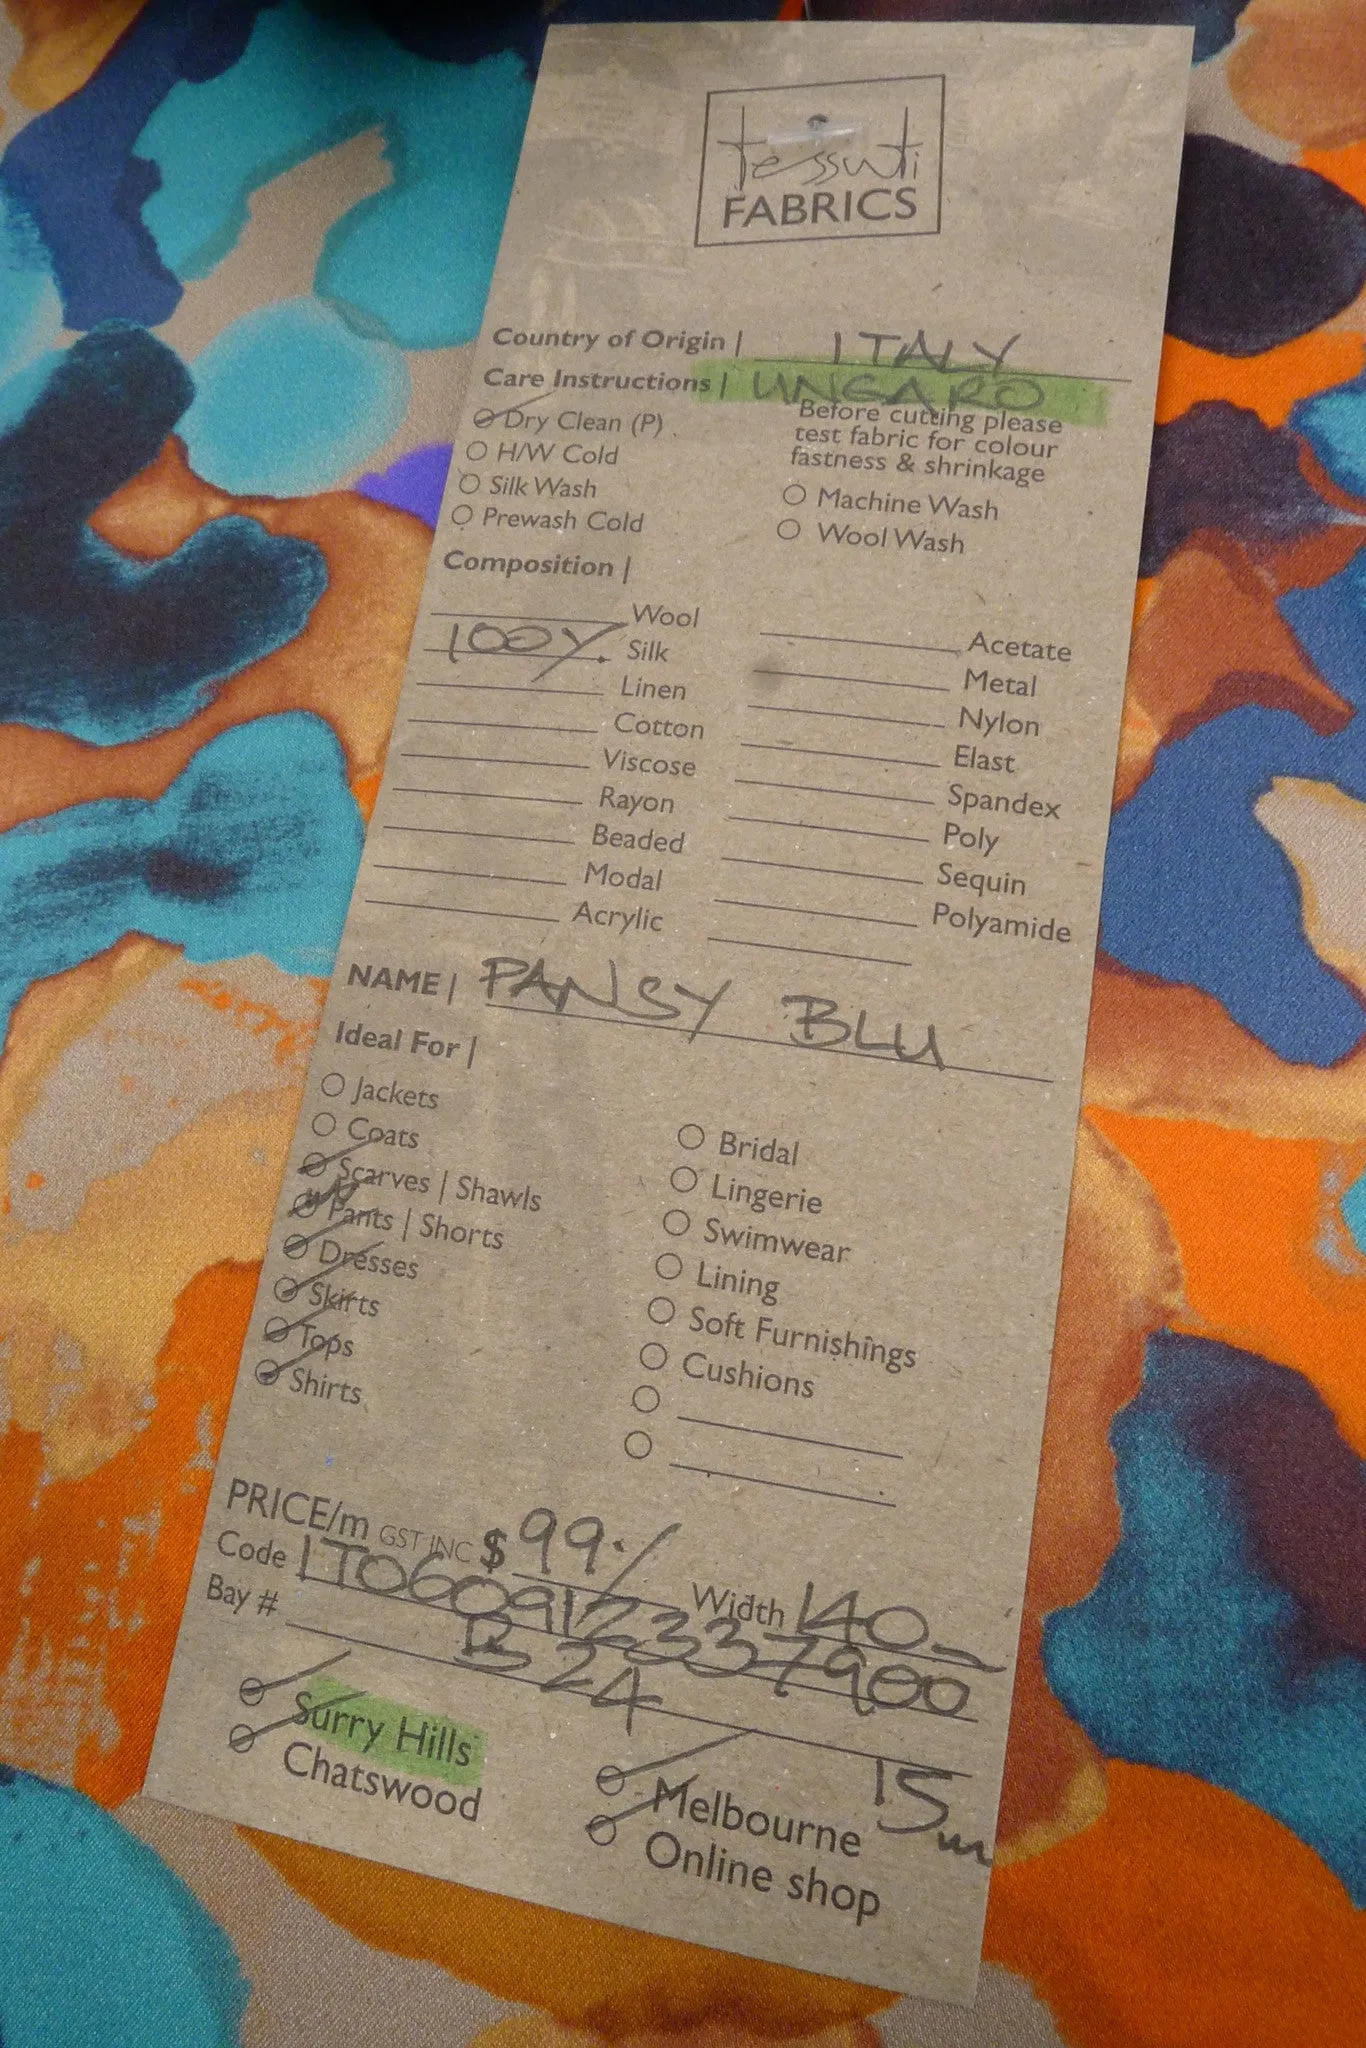 tessuti
FABRICS
Country of Origin | ITALY
Care Instructions | UNGARO
Dry Clean (P)
H/W Cold
Silk Wash
Prewash Cold
Before cutting please
test fabric for colour
fastness & shrinkage
Machine Wash
Wool Wash
Composition |
Wool
100% Silk
Linen
Cotton
Viscose
Rayon
Beaded
Modal
Acrylic
Acetate
Metal
Nylon
Elast
Spandex
Poly
Sequin
Polyamide
NAME | PANSY BLU
Ideal For |
Jackets
Coats
Scarves | Shawls
Pants | Shorts
Dresses
Skirts
Tops
Shirts
Bridal
Lingerie
Swimwear
Lining
Soft Furnishings
Cushions
PRICE/m GST INC $ 99.- Width 140-
Code IT060912337900
Bay # B24
Surry Hills
Chatswood
Melbourne
Online shop
15m